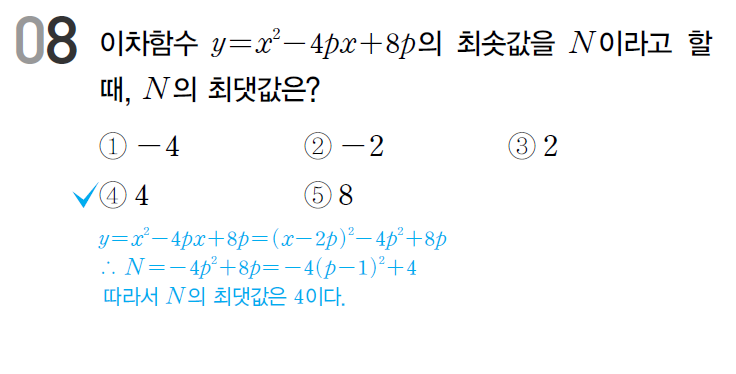 08 이차함수 y=x²-4px+8p의 최솟값을 N이라고 할
때, N의 최댓값은?
① -4 ② -2 ③ 2
④ 4 ⑤ 8
y=x²-4px+8p=(x-2p)²-4p²+8p
∴ N=-4p²+8p=-4(p-1)²+4
따라서 N의 최댓값은 4이다.